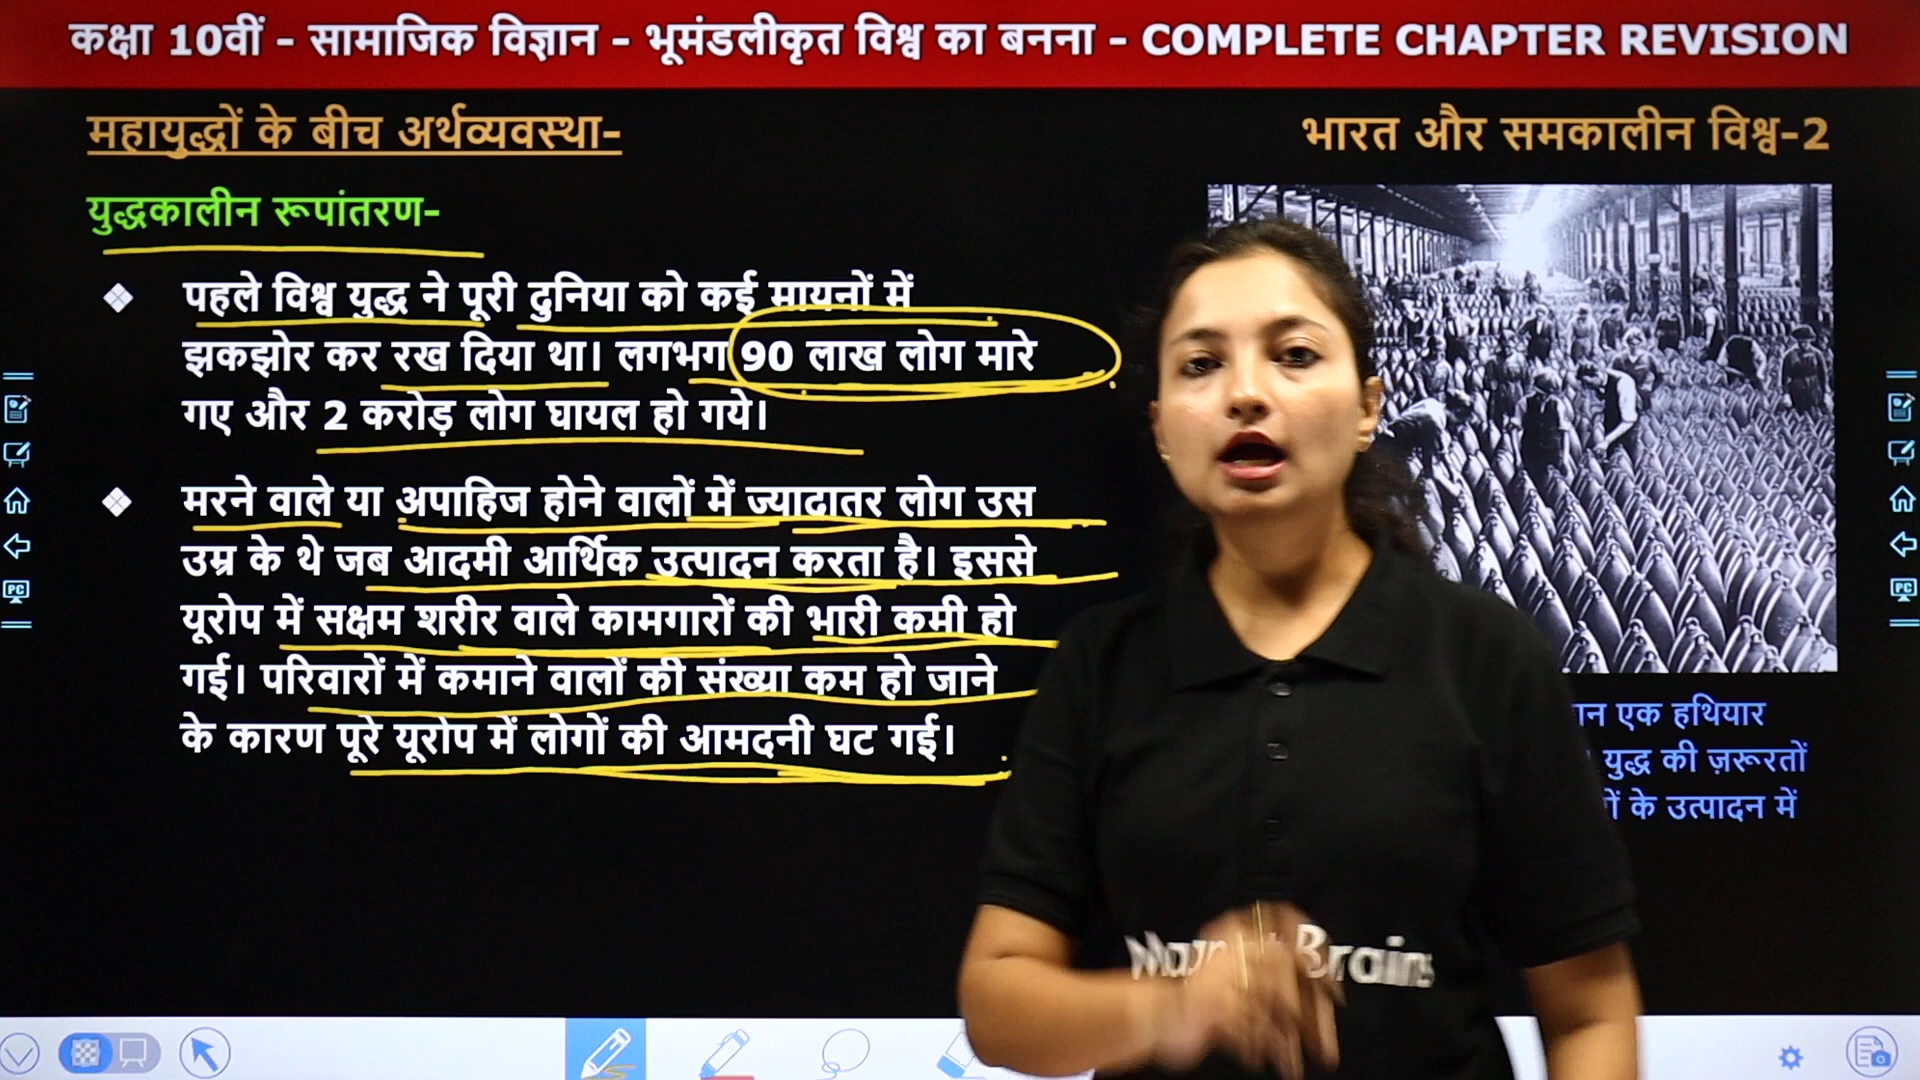 कक्षा 10वीं - सामाजिक विज्ञान - भूमंडलीकृत विश्व का बनना - COMPLETE CHAPTER REVISION
महायुद्धों के बीच अर्थव्यवस्था-
भारत और समकालीन विश्व-2
युद्धकालीन रूपांतरण-
पहले विश्व युद्ध ने पूरी दुनिया को कई मायनों में
झकझोर कर रख दिया था। लगभग 90 लाख लोग मारे
गए और 2 करोड़ लोग घायल हो गये।
मरने वाले या अपाहिज होने वालों में ज्यादातर लोग उस
उम्र के थे जब आदमी आर्थिक उत्पादन करता है। इससे
यूरोप में सक्षम शरीर वाले कामगारों की भारी कमी हो
गई। परिवारों में कमाने वालों की संख्या कम हो जाने
के कारण पूरे यूरोप में लोगों की आमदनी घट गई।
एक हथियार
युद्ध की ज़रूरतों
के उत्पादन में
Brains
PC
PC